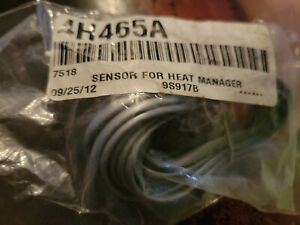 4R465A
7518
SENSOR FOR HEAT MANAGER
09/25/12
9S917B